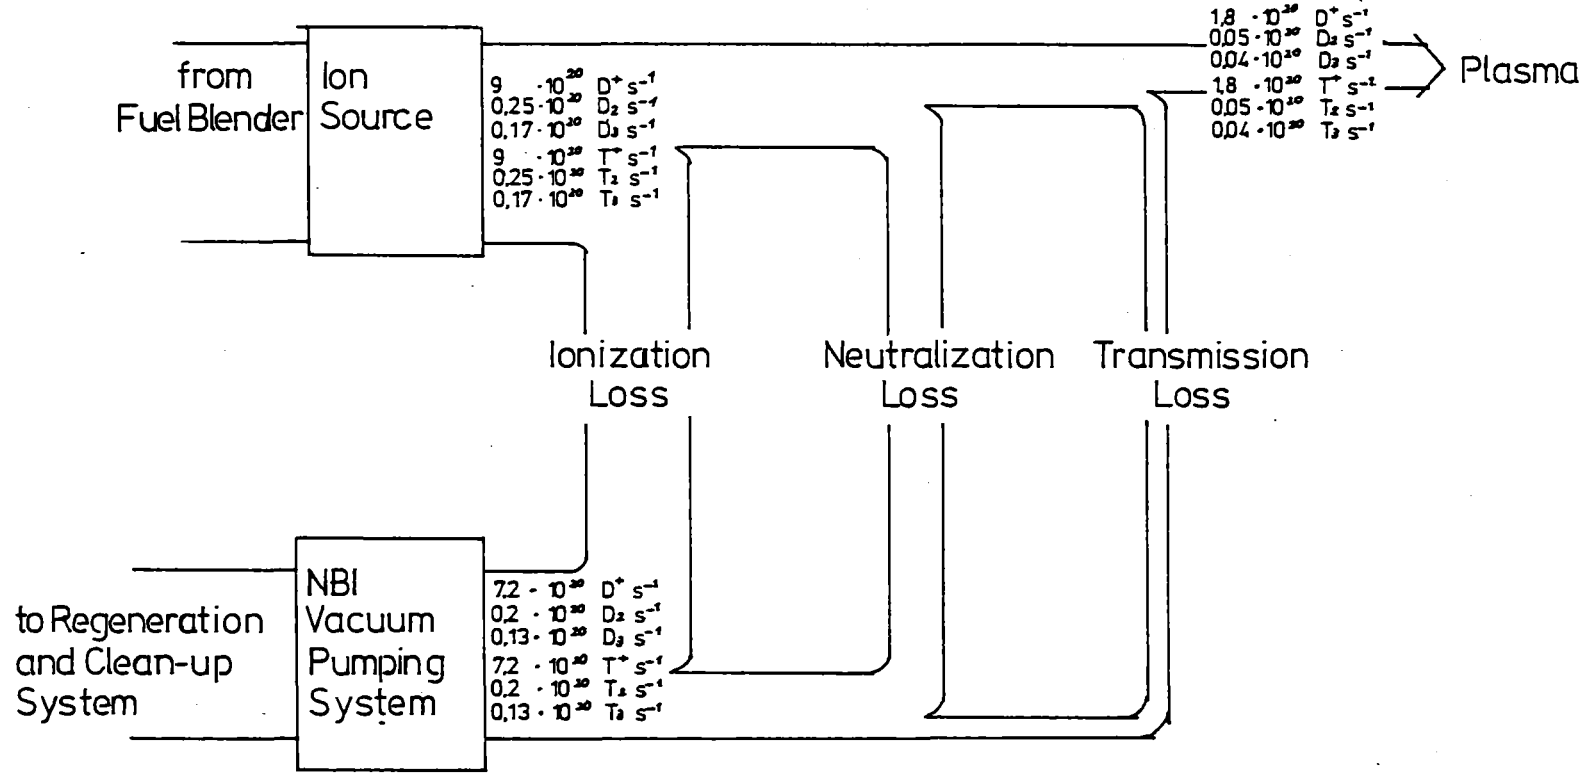 from
Fuel Blender
Ion
Source
9 · 10²⁰ D⁺ s⁻¹
0,25 · 10²⁰ D₂ s⁻¹
0,17 · 10²⁰ D₃ s⁻¹
9 · 10²⁰ T⁺ s⁻¹
0,25 · 10²⁰ T₂ s⁻¹
0,17 · 10²⁰ T₃ s⁻¹
1,8 · 10²⁰ D⁺ s⁻¹
0,05 · 10²⁰ D₂ s⁻¹
0,04 · 10²⁰ D₃ s⁻¹
1,8 · 10²⁰ T⁺ s⁻¹
0,05 · 10²⁰ T₂ s⁻¹
0,04 · 10²⁰ T₃ s⁻¹
Plasma
Ionization
Loss
Neutralization
Loss
Transmission
Loss
to Regeneration
and Clean-up
System
NBI
Vacuum
Pumping
System
7,2 · 10²⁰ D⁺ s⁻¹
0,2 · 10²⁰ D₂ s⁻¹
0,13 · 10²⁰ D₃ s⁻¹
7,2 · 10²⁰ T⁺ s⁻¹
0,2 · 10²⁰ T₂ s⁻¹
0,13 · 10²⁰ T₃ s⁻¹